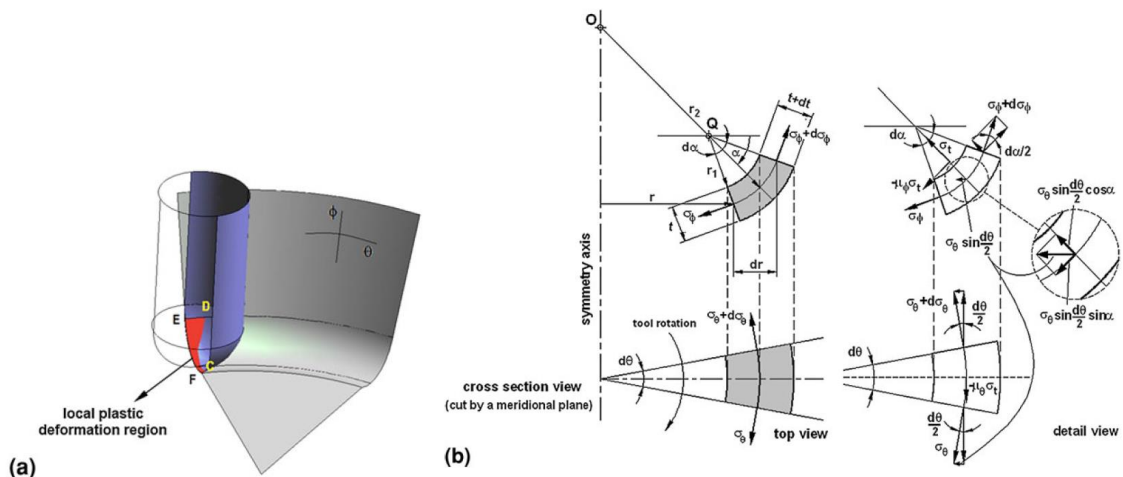 ϕ
θ
D
E
C
F
local plastic
deformation region
(a)
O
r2
Q
t+dt
dα
α
σϕ+dσϕ
r1
r
σϕ
t
dr
symmetry axis
σθ+dσθ
tool rotation
dθ
cross section view
(cut by a meridional plane)
σθ
top view
(b)
σϕ+dσϕ
dα
σt
dα/2
-μϕσt
σϕ
σθ sin dθ/2 cosα
σθ sin dθ/2
σθ sin dθ/2 sinα
σθ+dσθ
dθ/2
dθ
-μθσt
dθ/2
σθ
detail view